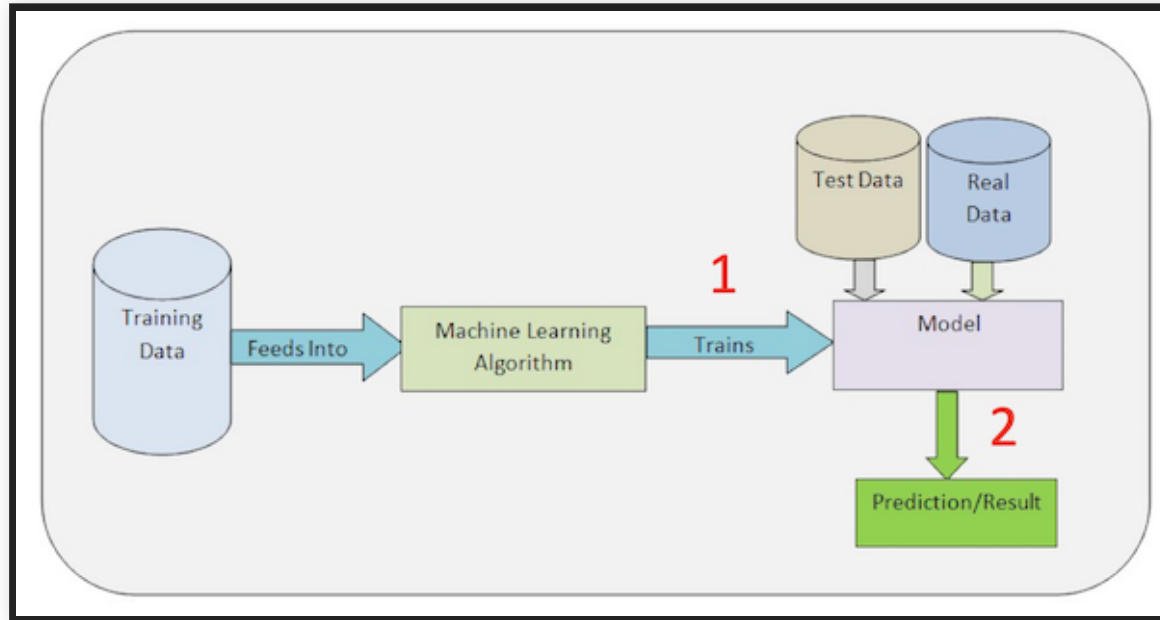 Training
Data
Feeds Into
Machine Learning
Algorithm
1
Trains
Test Data
Real
Data
Model
2
Prediction/Result